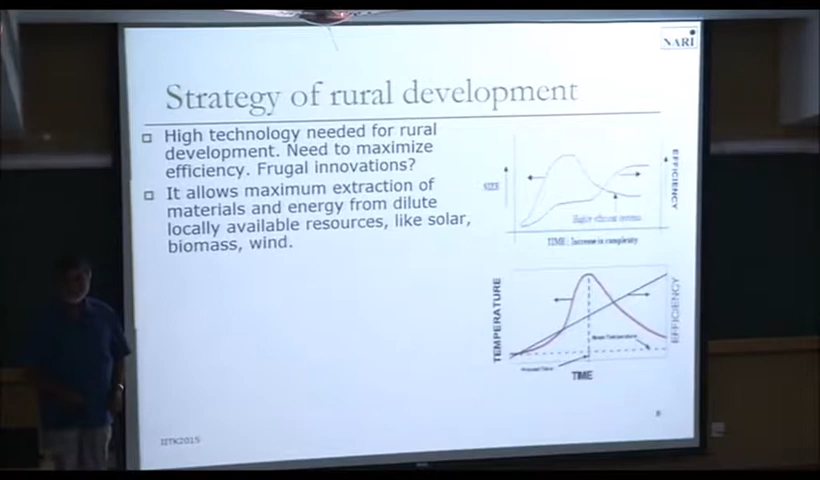 NARI
Strategy of rural development
High technology needed for rural
development. Need to maximize
efficiency. Frugal innovations?
It allows maximum extraction of
materials and energy from dilute
locally available resources, like solar,
biomass, wind.
SIZE
EFFICIENCY
TIME : Increase in complexity
TEMPERATURE
EFFICIENCY
TIME
8
IITK2015